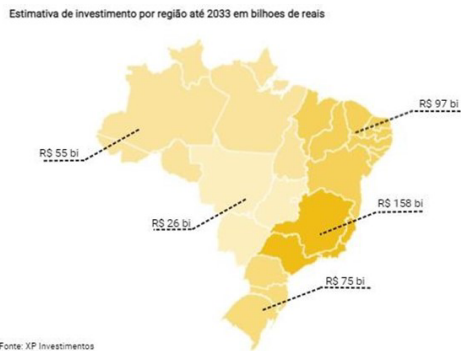 Estimativa de investimento por região até 2033 em bilhoes de reais
R$ 97 bi
R$ 55 bi
R$ 158 bi
R$ 26 bi
R$ 75 bi
Fonte: XP Investimentos